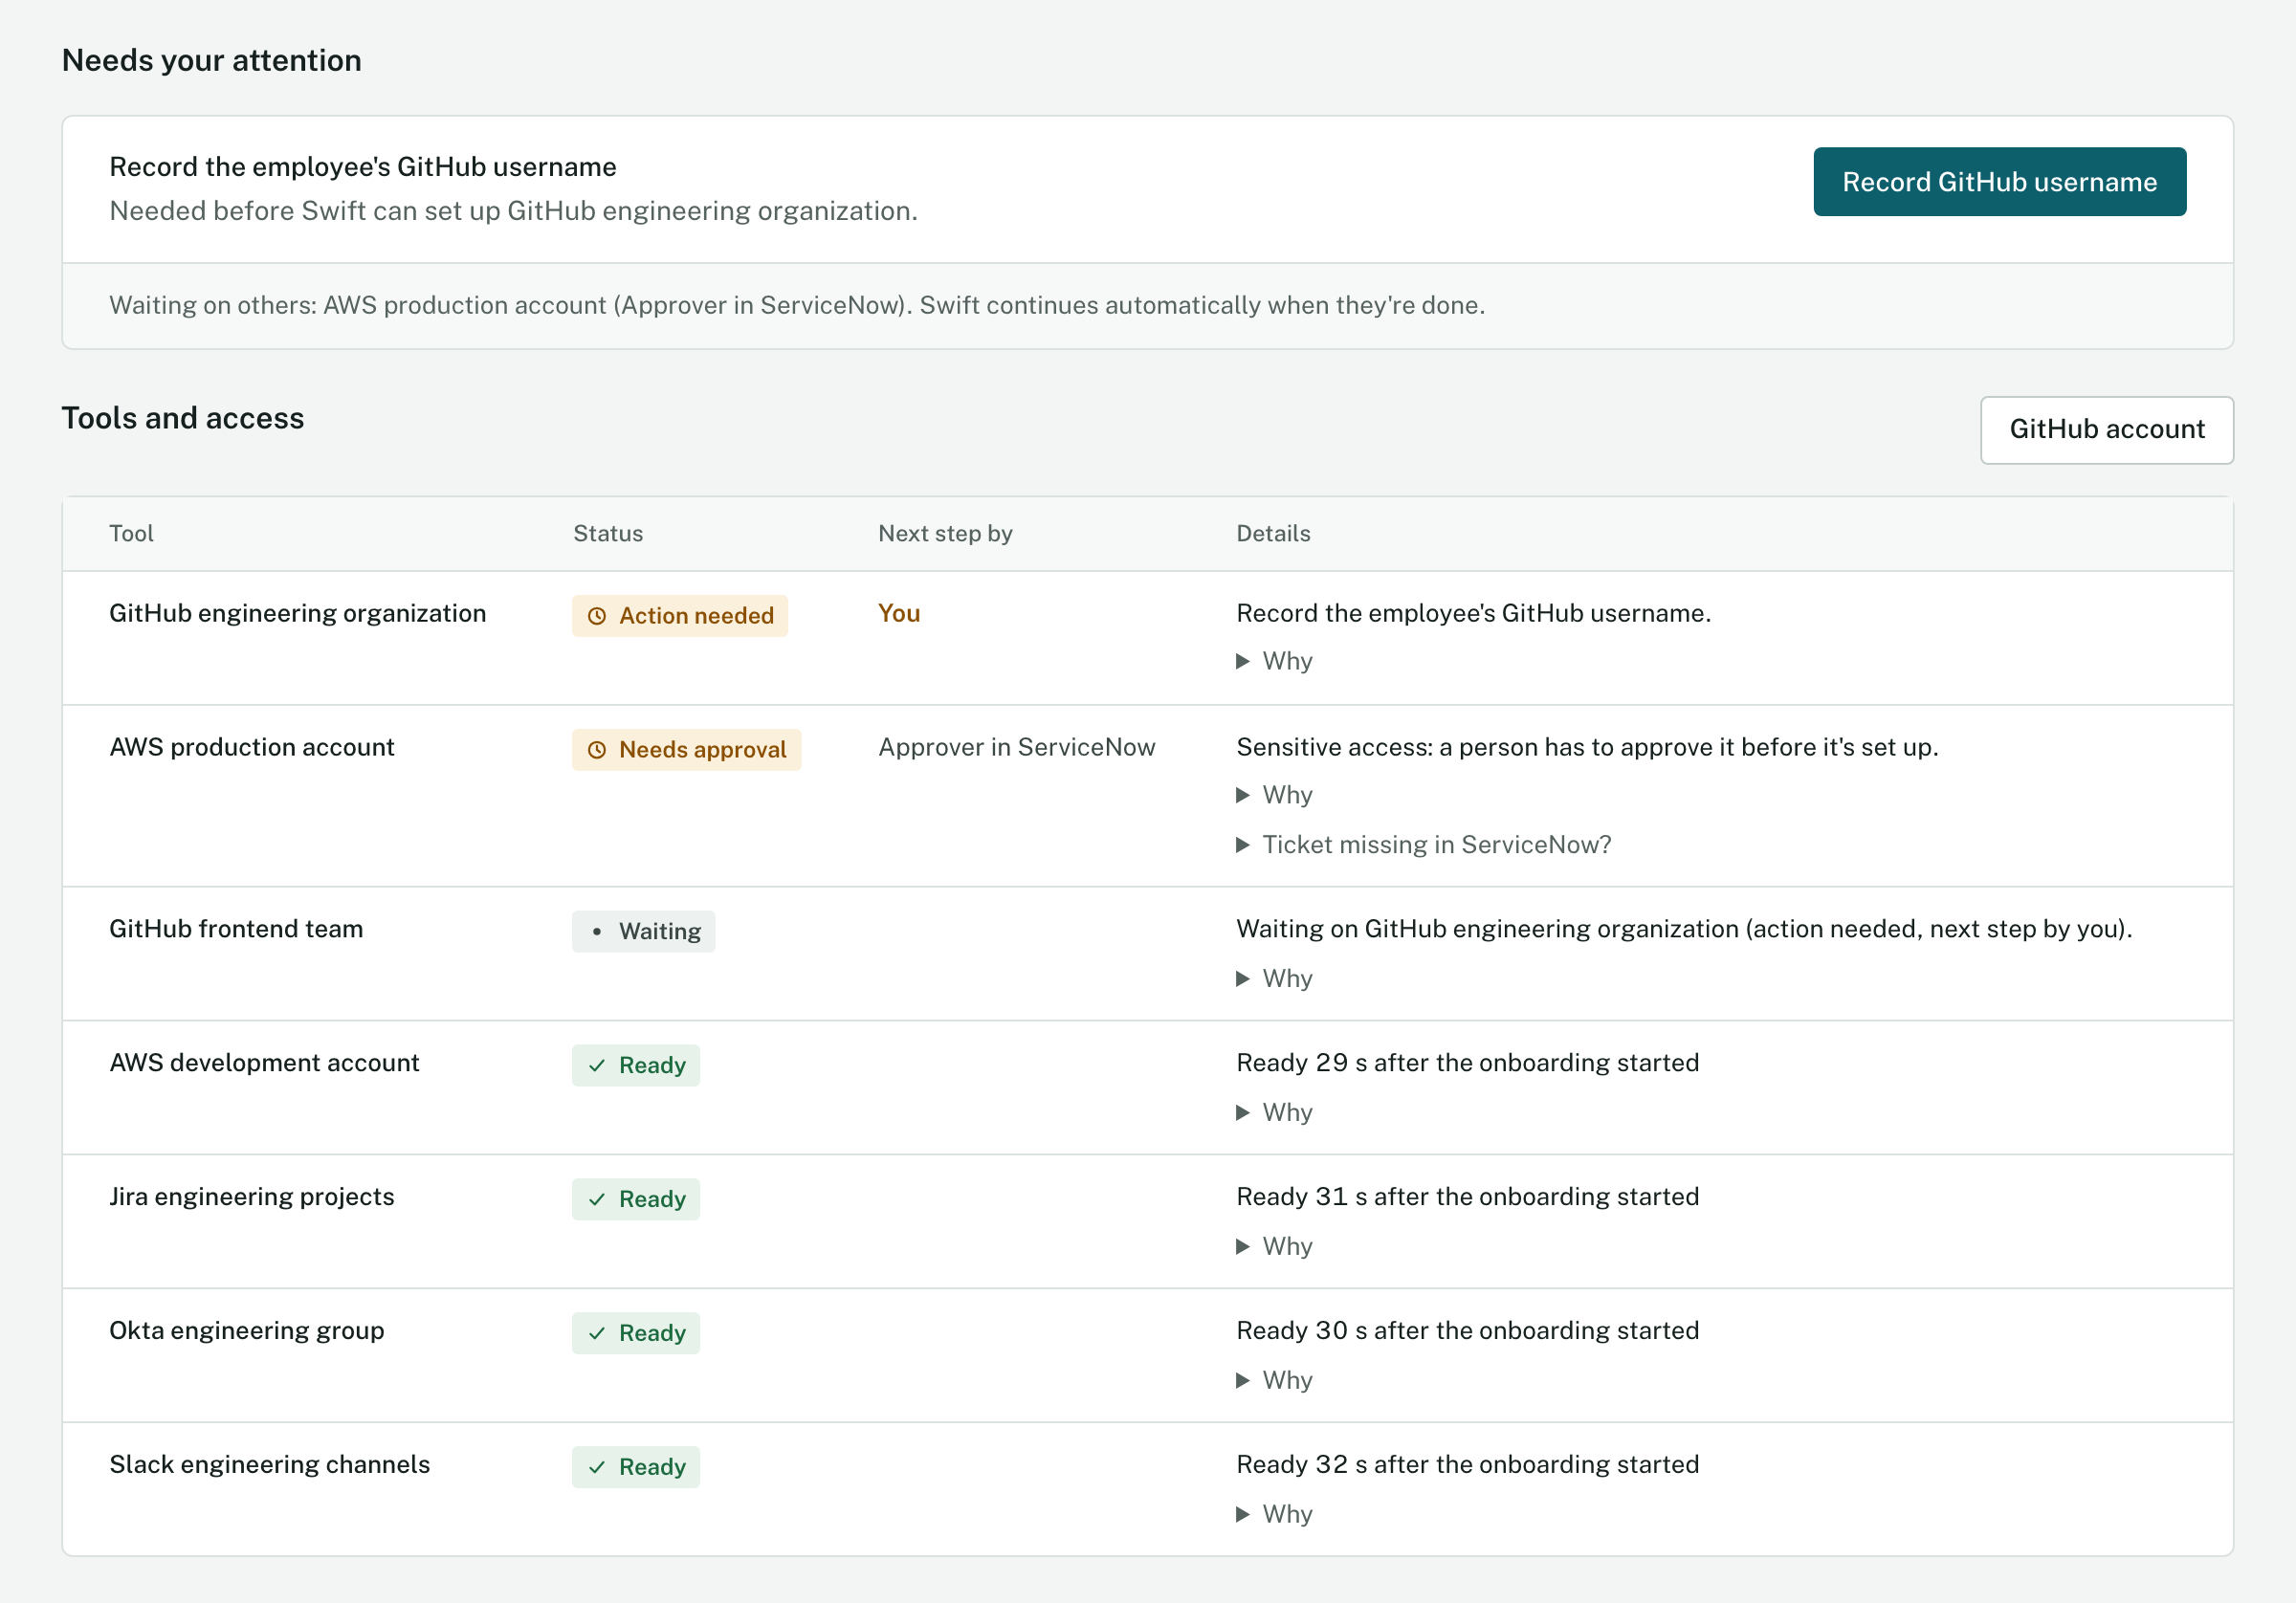 Needs your attention
Record the employee's GitHub username
Needed before Swift can set up GitHub engineering organization.
Record GitHub username
Waiting on others: AWS production account (Approver in ServiceNow). Swift continues automatically when they're done.
Tools and access
GitHub account
Tool Status Next step by Details
GitHub engineering organization Action needed You Record the employee's GitHub username.
Why
AWS production account Needs approval Approver in ServiceNow Sensitive access: a person has to approve it before it's set up.
Why
Ticket missing in ServiceNow?
GitHub frontend team Waiting Waiting on GitHub engineering organization (action needed, next step by you).
Why
AWS development account Ready Ready 29 s after the onboarding started
Why
Jira engineering projects Ready Ready 31 s after the onboarding started
Why
Okta engineering group Ready Ready 30 s after the onboarding started
Why
Slack engineering channels Ready Ready 32 s after the onboarding started
Why